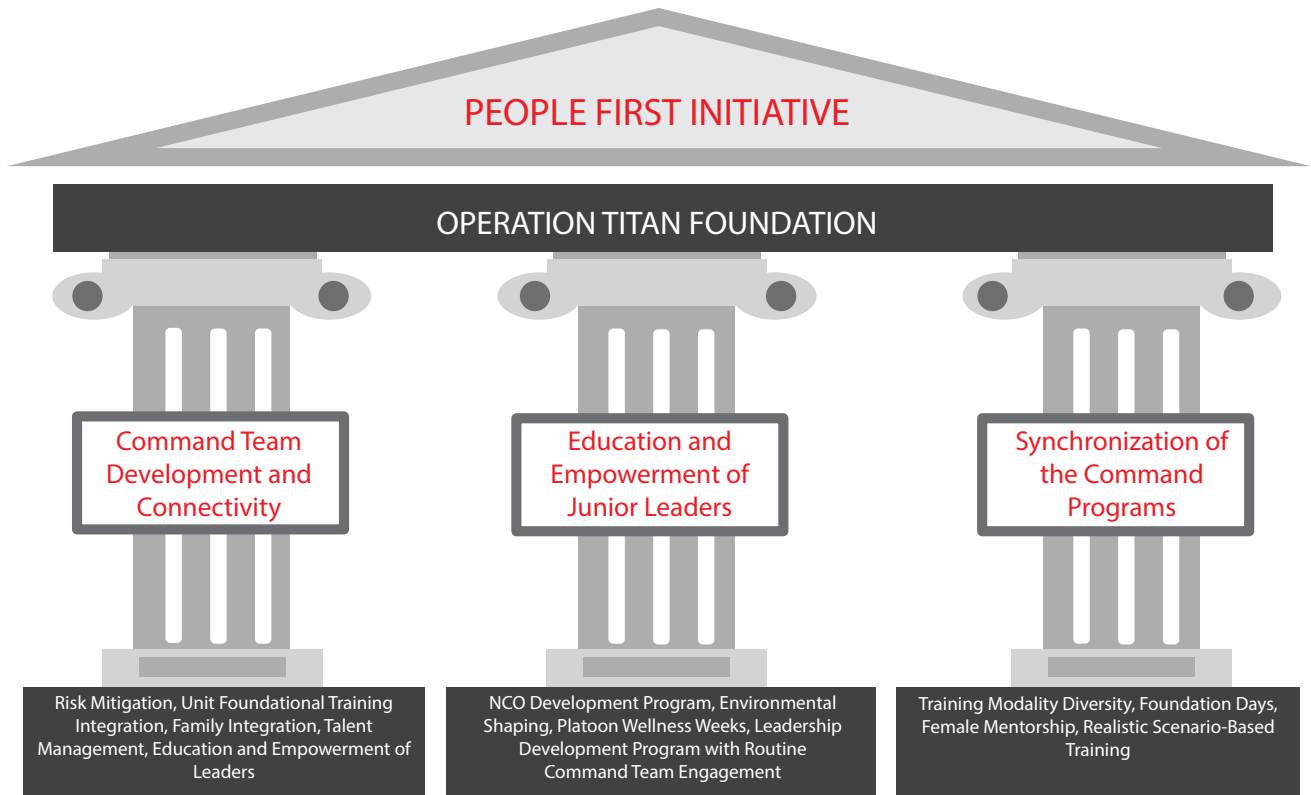 PEOPLE FIRST INITIATIVE
OPERATION TITAN FOUNDATION
Command Team
Development and
Connectivity
Education and
Empowerment of
Junior Leaders
Synchronization of
the Command
Programs
Risk Mitigation, Unit Foundational Training
Integration, Family Integration, Talent
Management, Education and Empowerment of
Leaders
NCO Development Program, Environmental
Shaping, Platoon Wellness Weeks, Leadership
Development Program with Routine
Command Team Engagement
Training Modality Diversity, Foundation Days,
Female Mentorship, Realistic Scenario-Based
Training